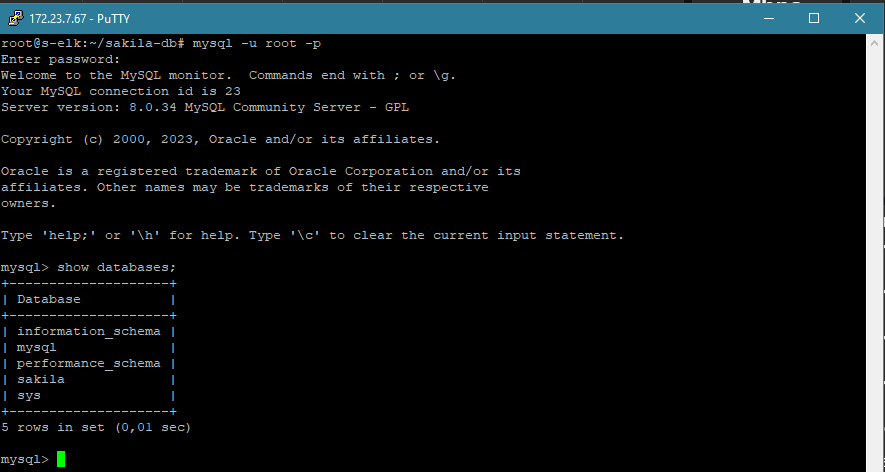 172.23.7.67 - PuTTY
root@s-elk:~/sakila-db# mysql -u root -p
Enter password:
Welcome to the MySQL monitor.  Commands end with ; or \g.
Your MySQL connection id is 23
Server version: 8.0.34 MySQL Community Server - GPL

Copyright (c) 2000, 2023, Oracle and/or its affiliates.

Oracle is a registered trademark of Oracle Corporation and/or its
affiliates. Other names may be trademarks of their respective
owners.

Type 'help;' or '\h' for help. Type '\c' to clear the current input statement.

mysql> show databases;
+--------------------+
| Database           |
+--------------------+
| information_schema |
| mysql              |
| performance_schema |
| sakila             |
| sys                |
+--------------------+
5 rows in set (0,01 sec)

mysql>